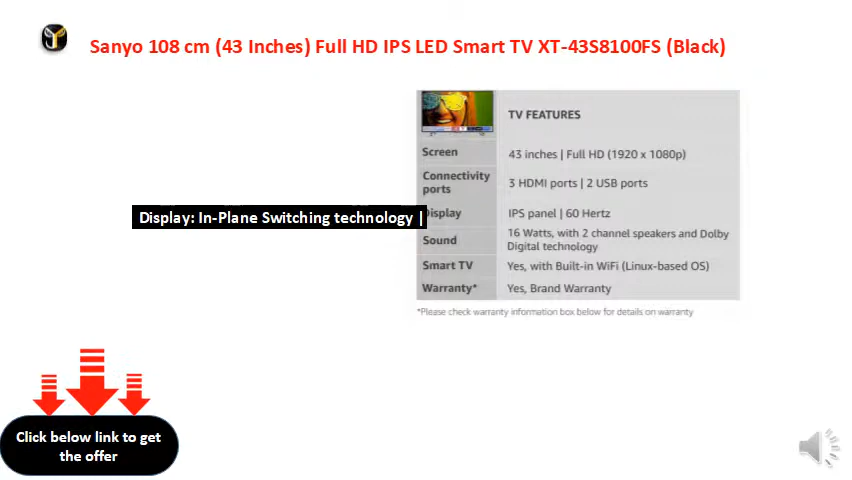 Sanyo 108 cm (43 Inches) Full HD IPS LED Smart TV XT-43S8100FS (Black)
TV FEATURES
Screen 43 inches | Full HD (1920 x 1080p)
Connectivity ports 3 HDMI ports | 2 USB ports
Display: In-Plane Switching technology |
Display IPS panel | 60 Hertz
Sound 16 Watts, with 2 channel speakers and Dolby
Digital technology
Smart TV Yes, with Built-in WiFi (Linux-based OS)
Warranty* Yes, Brand Warranty
*Please check warranty information box below for details on warranty
Click below link to get
the offer